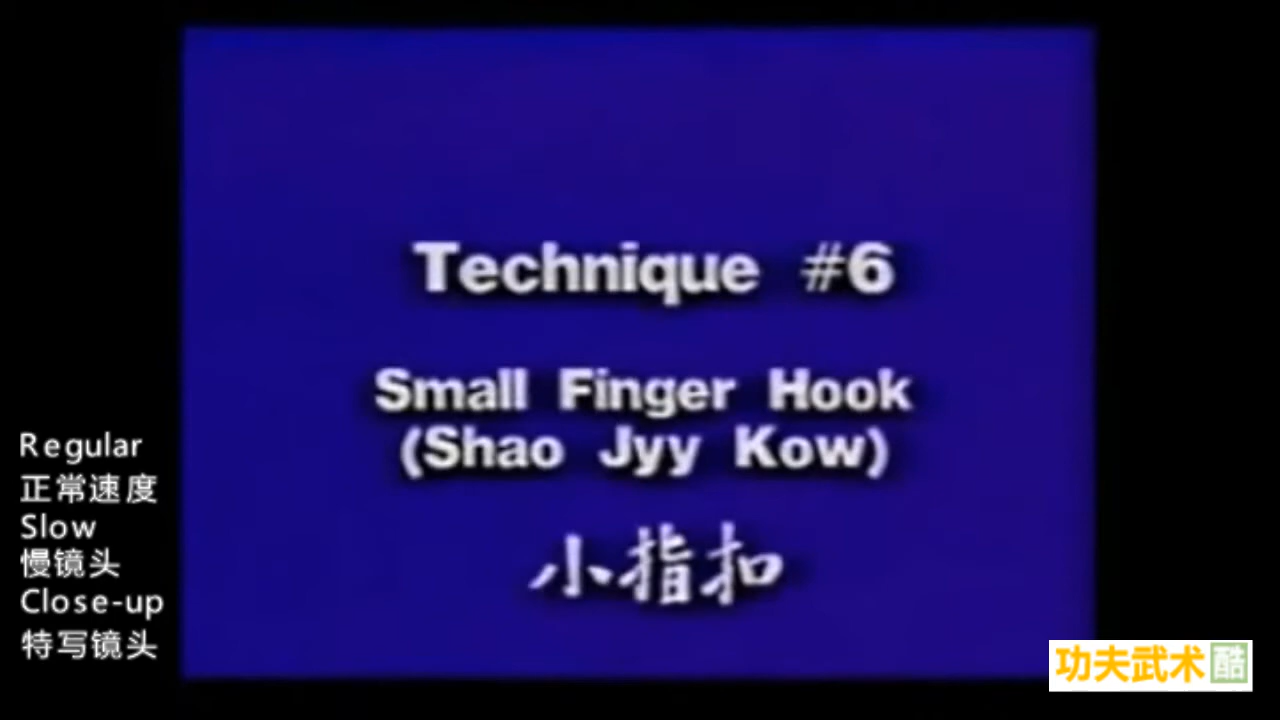 Technique #6
Small Finger Hook
(Shao Jyy Kow)
小指扣
Regular
正常速度
Slow
慢镜头
Close-up
特写镜头
功夫武术酷